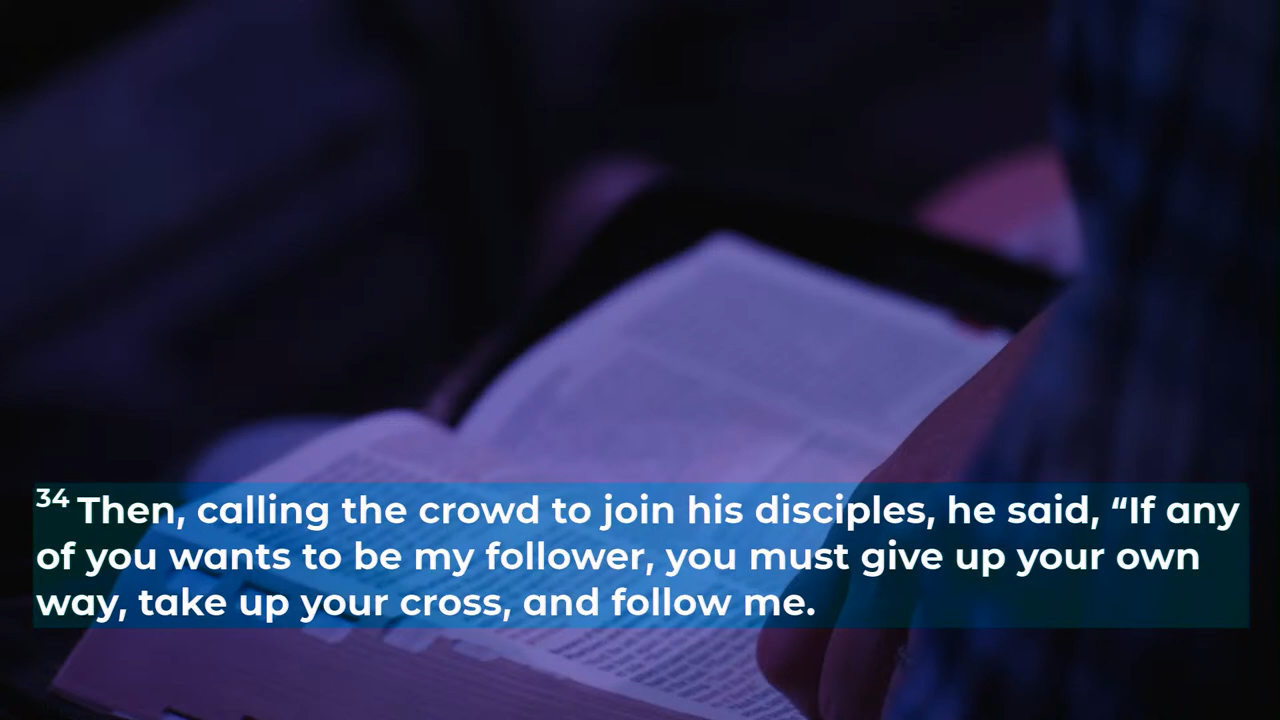 34 Then, calling the crowd to join his disciples, he said, “If any
of you wants to be my follower, you must give up your own
way, take up your cross, and follow me.